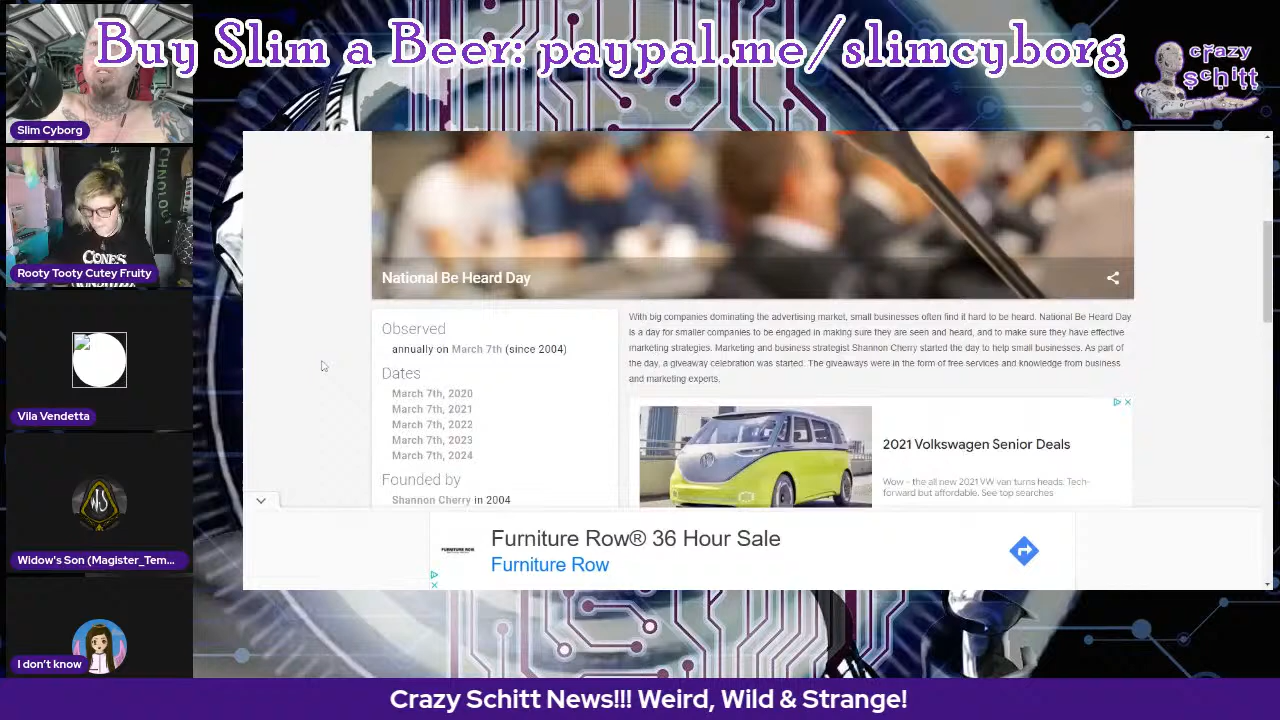 Buy Slim a Beer: paypal.me/slimcyborg
crazy
schitt
Slim Cyborg
CONES
Rooty Tooty Cutey Fruity
Vila Vendetta
WS
Widow's Son (Magister_Tem...
I don't know
National Be Heard Day
Observed
annually on March 7th (since 2004)
Dates
March 7th, 2020
March 7th, 2021
March 7th, 2022
March 7th, 2023
March 7th, 2024
Founded by
Shannon Cherry in 2004
With big companies dominating the advertising market, small businesses often find it hard to be heard. National Be Heard Day
is a day for smaller companies to be engaged in making sure they are seen and heard, and to make sure they have effective
marketing strategies. Marketing and business strategist Shannon Cherry started the day to help small businesses. As part of
the day, a giveaway celebration was started. The giveaways were in the form of free services and knowledge from business
and marketing experts.
2021 Volkswagen Senior Deals
Wow - the all new 2021 VW van turns heads. Tech-
forward but affordable. See top searches
FURNITURE ROW
Furniture Row® 36 Hour Sale
Furniture Row
Crazy Schitt News!!! Weird, Wild & Strange!